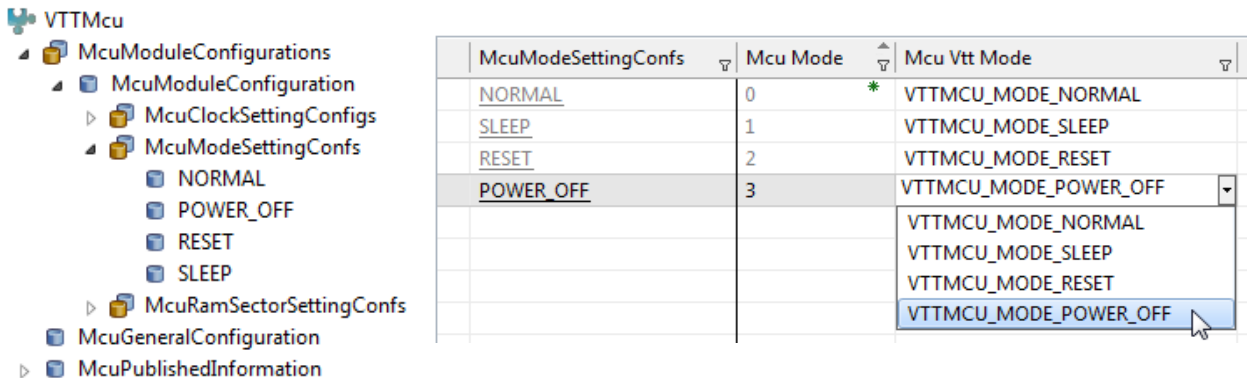 VTTMcu
McuModuleConfigurations
McuModuleConfiguration
McuClockSettingConfigs
McuModeSettingConfs
NORMAL
POWER_OFF
RESET
SLEEP
McuRamSectorSettingConfs
McuGeneralConfiguration
McuPublishedInformation
McuModeSettingConfs Mcu Mode Mcu Vtt Mode
NORMAL 0 * VTTMCU_MODE_NORMAL
SLEEP 1 VTTMCU_MODE_SLEEP
RESET 2 VTTMCU_MODE_RESET
POWER_OFF 3 VTTMCU_MODE_POWER_OFF
VTTMCU_MODE_NORMAL
VTTMCU_MODE_SLEEP
VTTMCU_MODE_RESET
VTTMCU_MODE_POWER_OFF